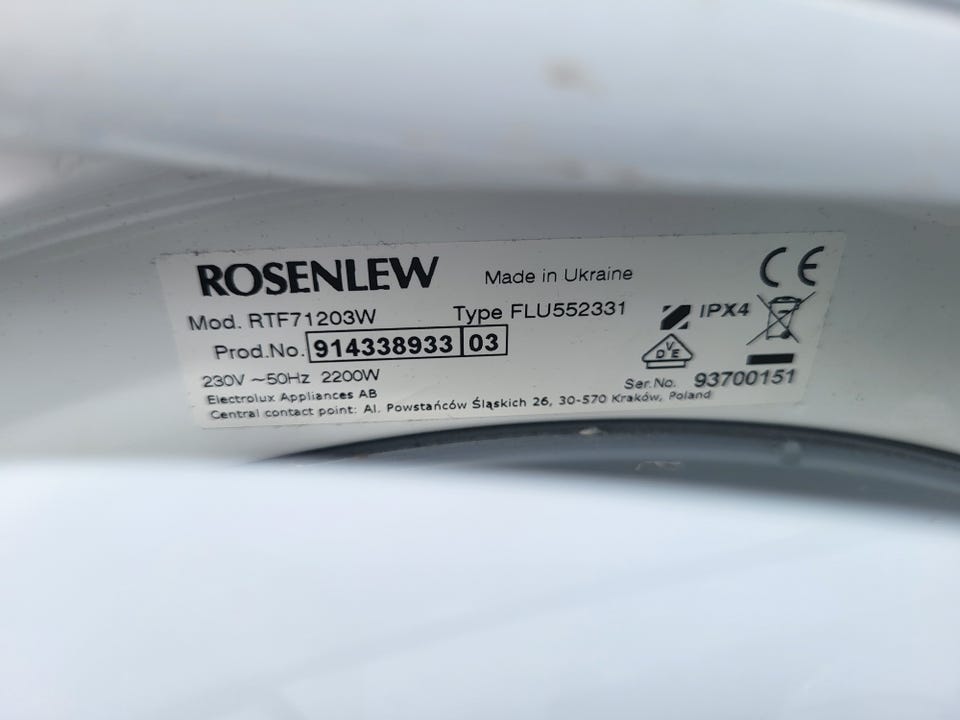 ROSENLEW Made in Ukraine CE
Mod. RTF71203W Type FLU552331 IPX4
Prod.No. 914338933 03 DVE
230V ~50Hz 2200W
Ser.No. 93700151
Electrolux Appliances AB
Central contact point: Al. Powstańców Śląskich 26, 30-570 Kraków, Poland